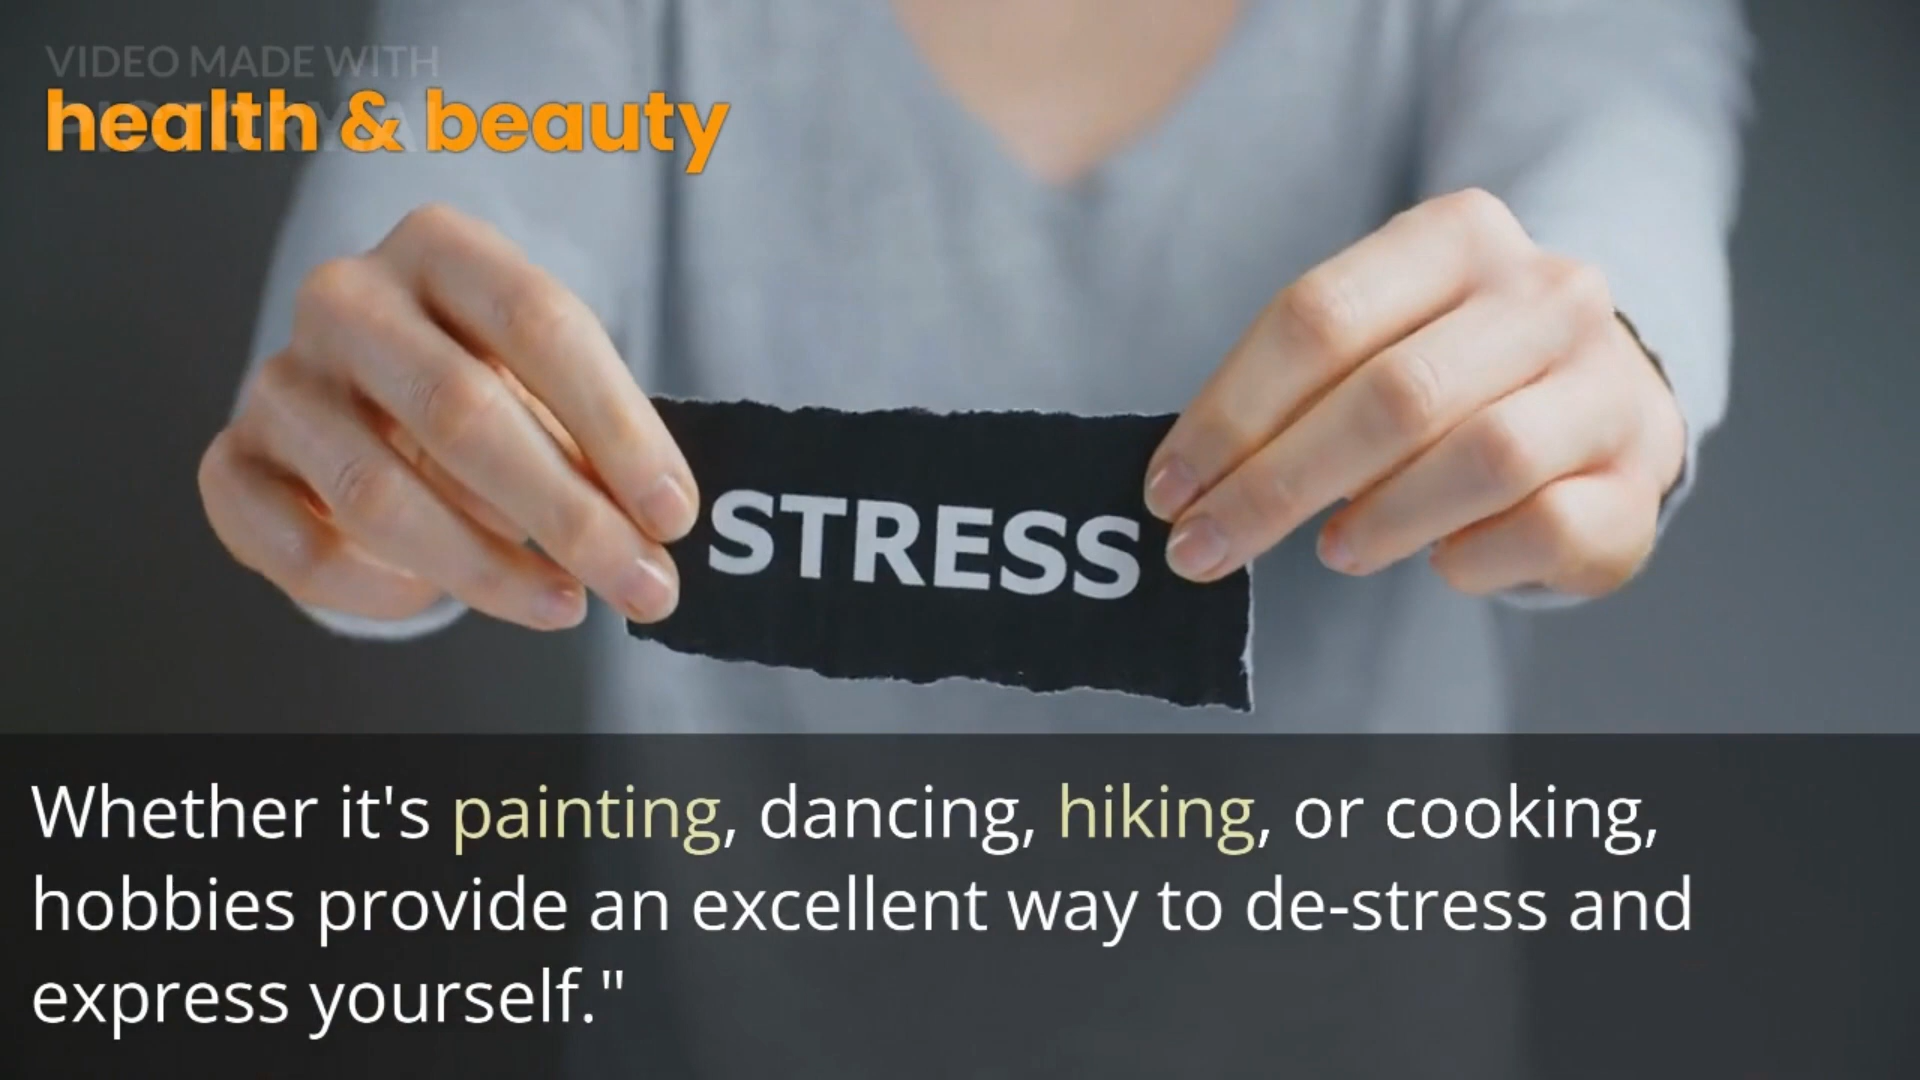 VIDEO MADE WITH
health & beauty
STRESS
Whether it's painting, dancing, hiking, or cooking,
hobbies provide an excellent way to de-stress and
express yourself."